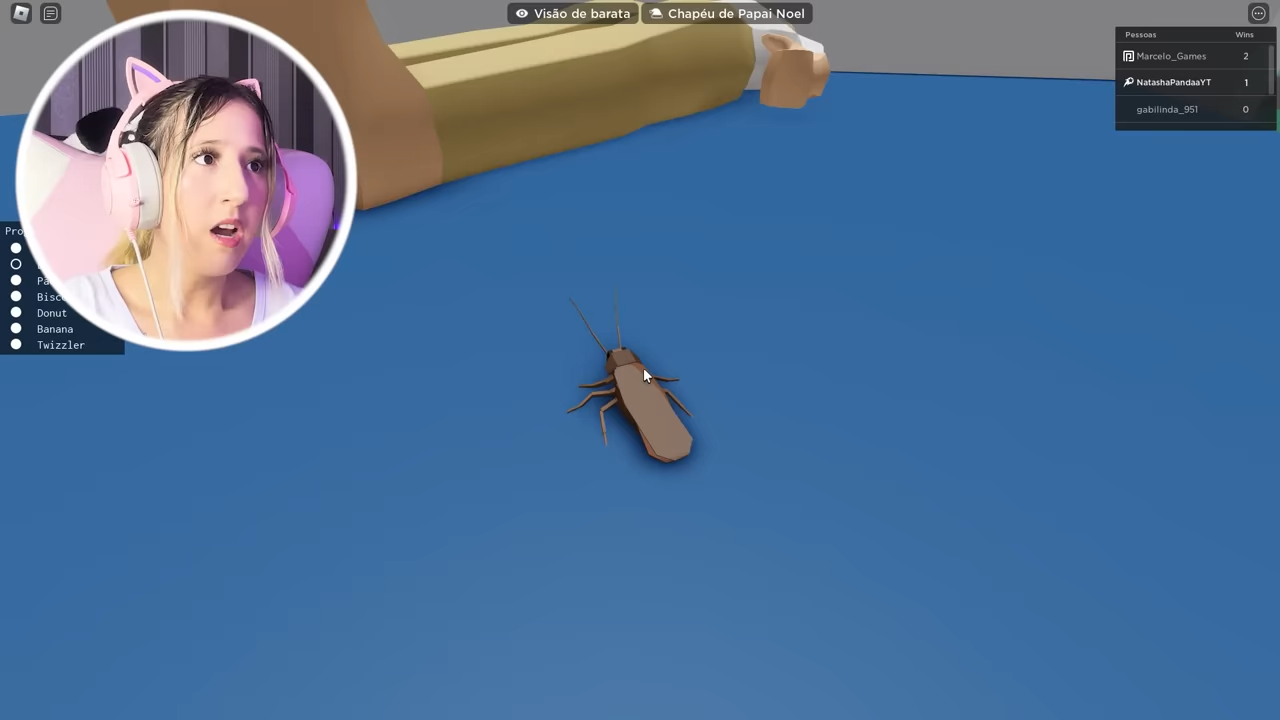 Visão de barata
Chapéu de Papai Noel
Pessoas Wins
Marcelo_Games 2
NatashaPandaaYT 1
gabilinda_951 0
Donut
Banana
Twizzler